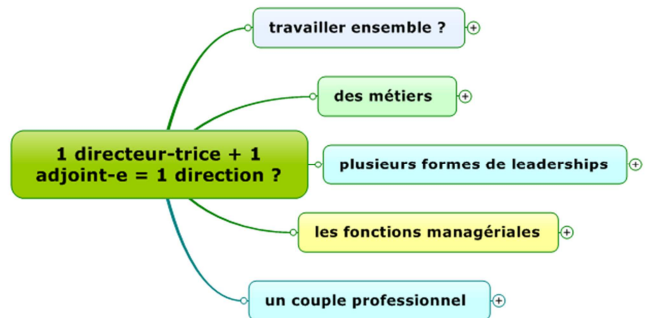 travailler ensemble ?
des métiers
1 directeur-trice + 1
adjoint-e = 1 direction ?
plusieurs formes de leaderships
les fonctions managériales
un couple professionnel